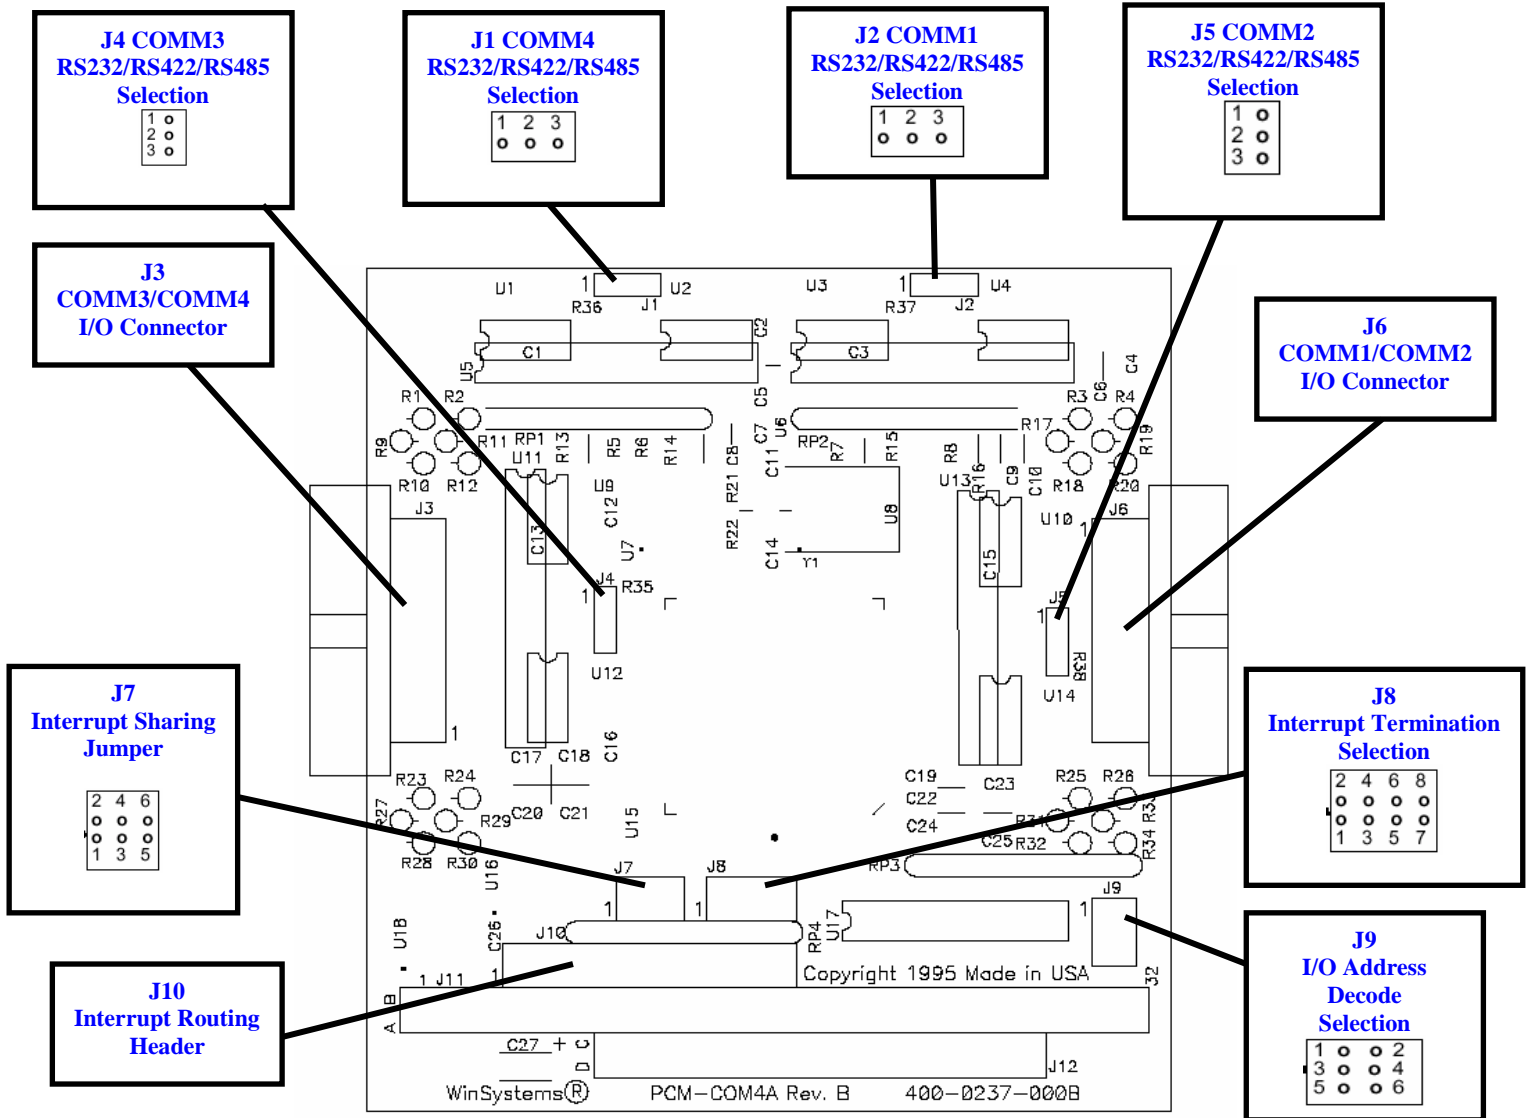 J4 COMM3
RS232/RS422/RS485
Selection
1
2
3
J1 COMM4
RS232/RS422/RS485
Selection
1 2 3
J2 COMM1
RS232/RS422/RS485
Selection
1 2 3
J5 COMM2
RS232/RS422/RS485
Selection
1
2
3
J3
COMM3/COMM4
I/O Connector
J6
COMM1/COMM2
I/O Connector
U1
1
R36
J1
U2
U3
1
R37
J2
U4
C1
C2
C3
C4
U5
C5
C6
R1 R2
R3 R4
R9
R11
RP1
R13
R5
R6
R14
C8
C7
U6
C11
RP2
R7
R15
R8
R17
R19
R10 R12
U11
U9
C12
R21
R22
C14
U8
Y1
U13
R16
C9
C10
R18 R20
U10
J3
J6
1
C13
U7
C15
J4
1
R35
J5
1
U12
R38
U14
1
J7
Interrupt Sharing
Jumper
2 4 6
1 3 5
J8
Interrupt Termination
Selection
2 4 6 8
1 3 5 7
C17 C18
C16
R23 R24
R27
R29
R28 R30
C20 C21
U15
U16
C19
C22
C24
C23
C25
R25 R26
R31
R33
R32
R34
RP3
J7
1
J8
1
J9
1
J10
RP4
U17
U18
C26
1
J11
1
Copyright 1995 Made in USA
32
B
A
J10
Interrupt Routing
Header
J9
I/O Address
Decode
Selection
1 2
3 4
5 6
C27 +
C
D
J12
WinSystems® PCM-COM4A Rev. B 400-0237-000B